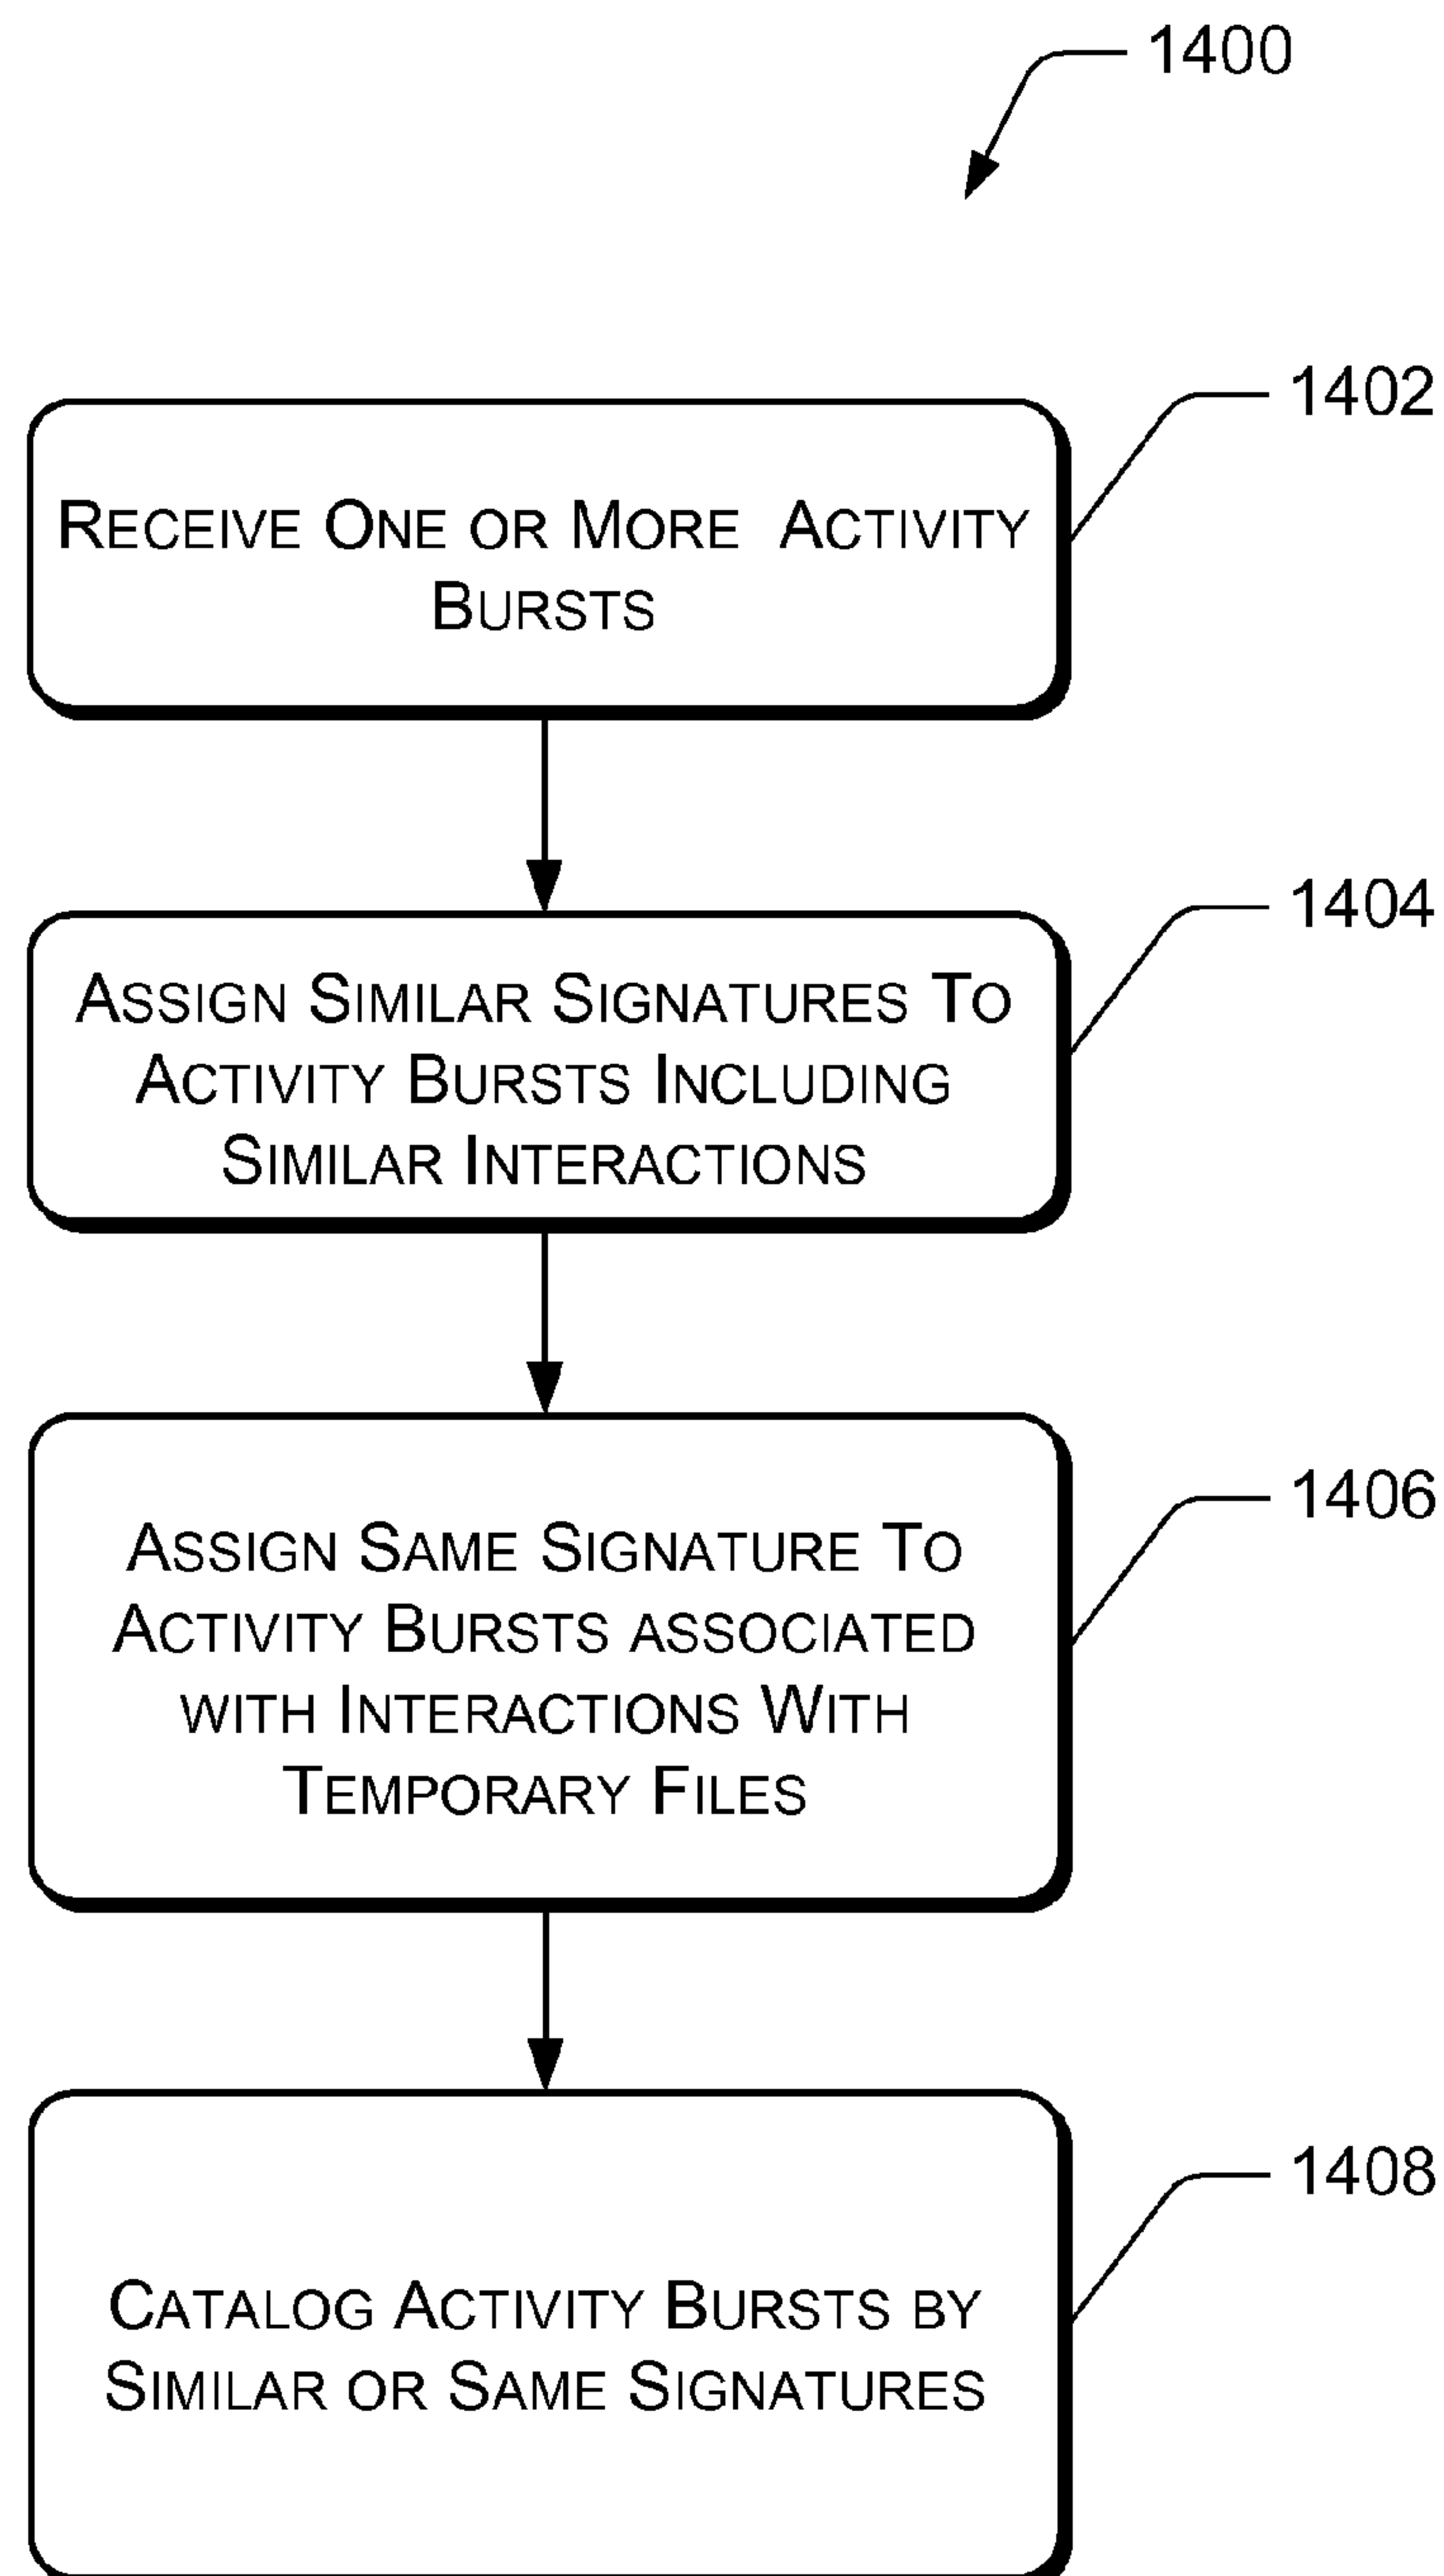 1400
1402
RECEIVE ONE OR MORE ACTIVITY
BURSTS
1404
ASSIGN SIMILAR SIGNATURES TO
ACTIVITY BURSTS INCLUDING
SIMILAR INTERACTIONS
1406
ASSIGN SAME SIGNATURE TO
ACTIVITY BURSTS ASSOCIATED
WITH INTERACTIONS WITH
TEMPORARY FILES
1408
CATALOG ACTIVITY BURSTS BY
SIMILAR OR SAME SIGNATURES